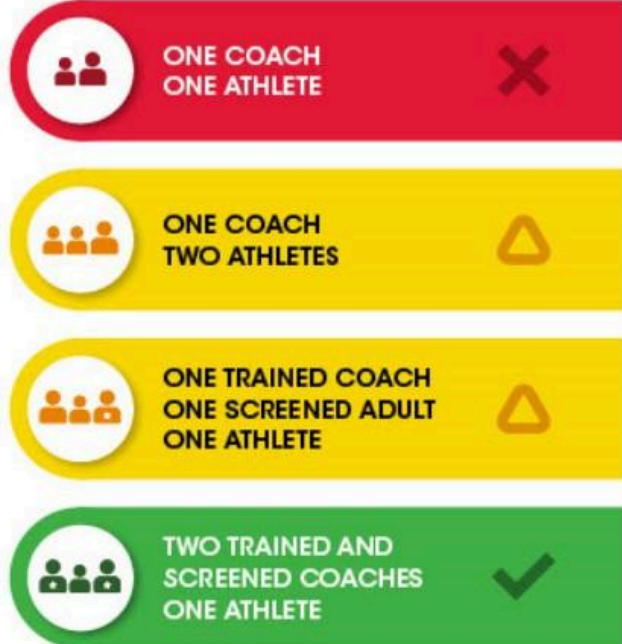 ONE COACH
ONE ATHLETE
ONE COACH
TWO ATHLETES
ONE TRAINED COACH
ONE SCREENED ADULT
ONE ATHLETE
TWO TRAINED AND
SCREENED COACHES
ONE ATHLETE